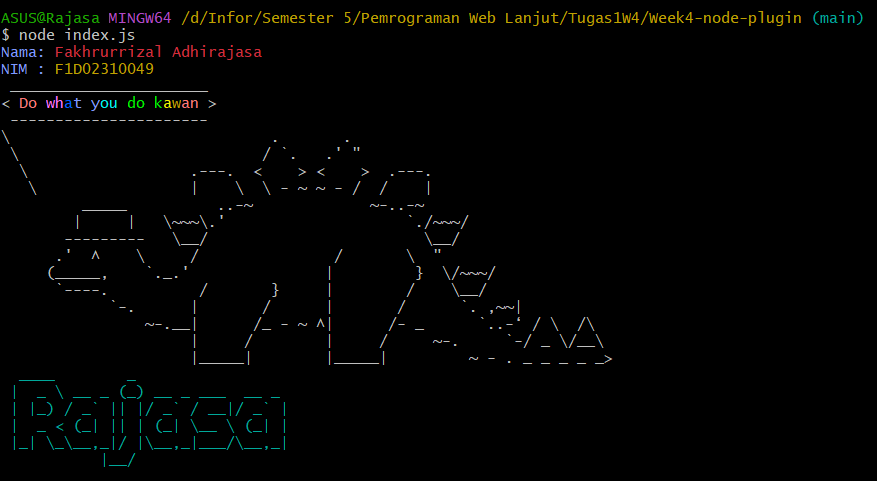 ASUS@Rajasa MINGW64 /d/Infor/Semester 5/Pemrograman Web Lanjut/Tugas1W4/Week4-node-plugin (main)
$ node index.js
Nama: Fakhrurrizal Adhirajasa
NIM : F1D02310049
< Do what you do kawan >
Rajasa